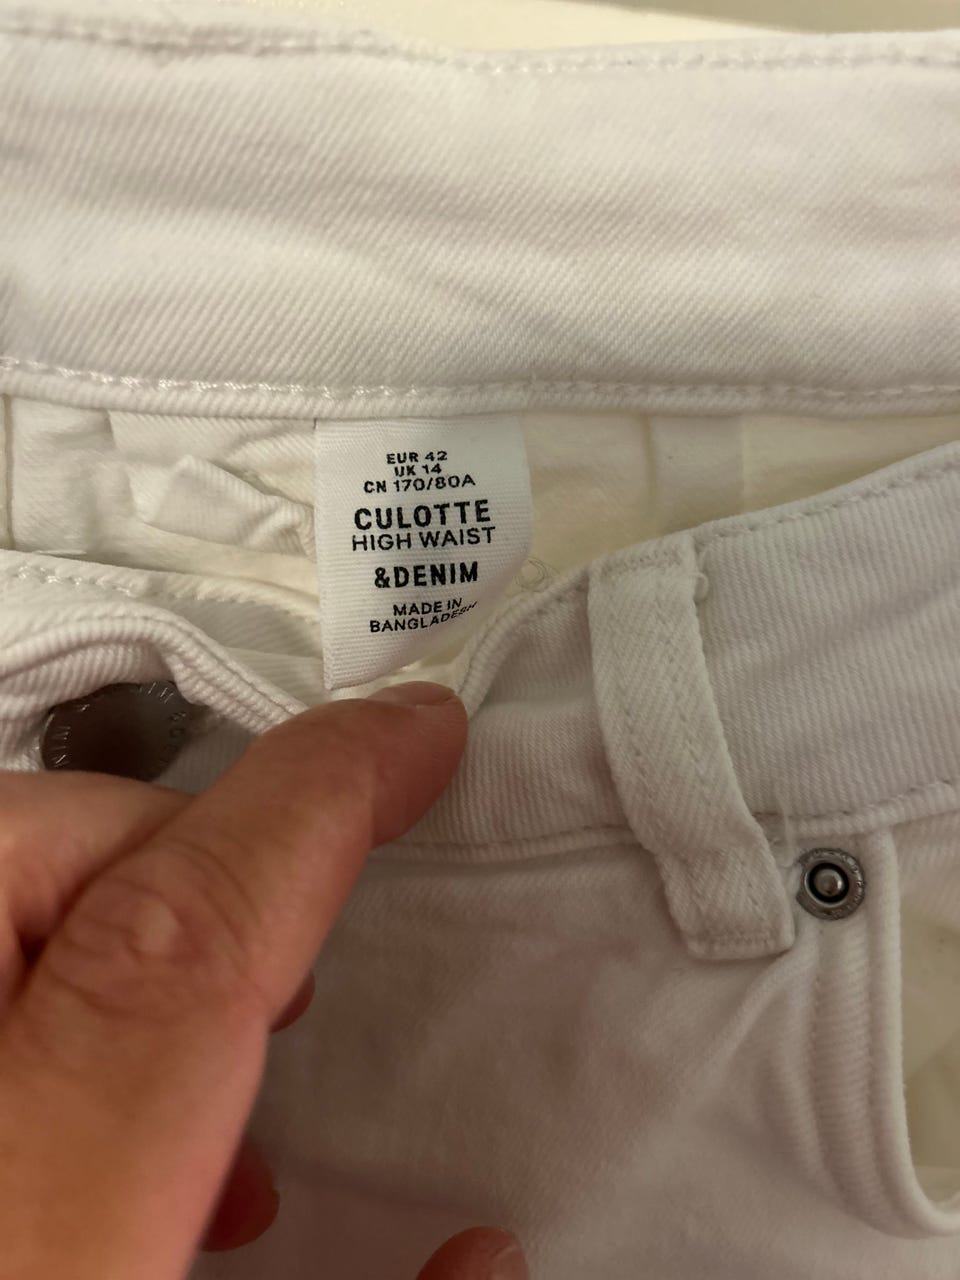 EUR 42
UK 14
CN 170/80A
CULOTTE
HIGH WAIST
&DENIM
MADE IN
BANGLADESH